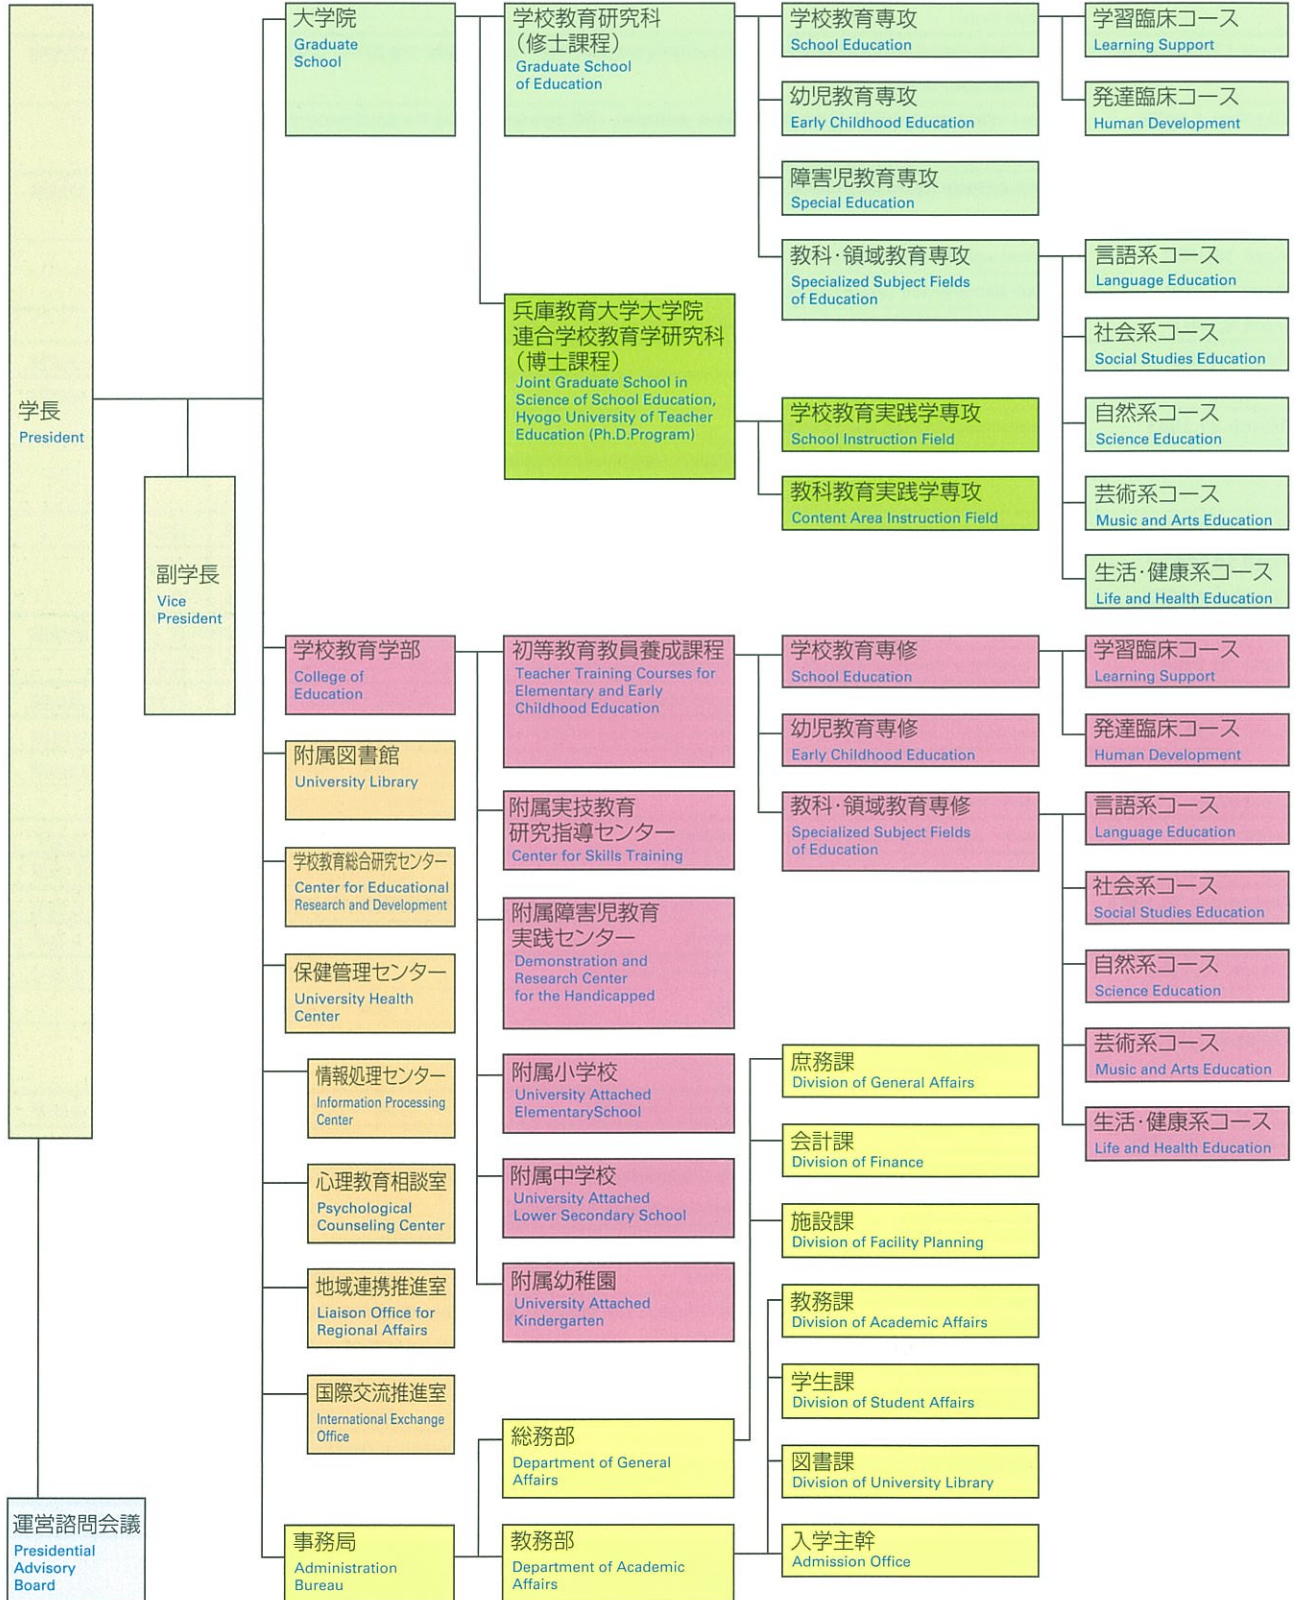 学長
President
副学長
Vice
President
運営諮問会議
Presidential
Advisory
Board
大学院
Graduate
School
学校教育研究科
（修士課程）
Graduate School
of Education
学校教育専攻
School Education
学習臨床コース
Learning Support
発達臨床コース
Human Development
幼児教育専攻
Early Childhood Education
障害児教育専攻
Special Education
教科・領域教育専攻
Specialized Subject Fields
of Education
言語系コース
Language Education
社会系コース
Social Studies Education
自然系コース
Science Education
芸術系コース
Music and Arts Education
生活・健康系コース
Life and Health Education
兵庫教育大学大学院
連合学校教育学研究科
（博士課程）
Joint Graduate School in
Science of School Education,
Hyogo University of Teacher
Education (Ph.D.Program)
学校教育実践学専攻
School Instruction Field
教科教育実践学専攻
Content Area Instruction Field
学校教育学部
College of
Education
初等教育教員養成課程
Teacher Training Courses for
Elementary and Early
Childhood Education
学校教育専修
School Education
学習臨床コース
Learning Support
発達臨床コース
Human Development
幼児教育専修
Early Childhood Education
教科・領域教育専修
Specialized Subject Fields
of Education
言語系コース
Language Education
社会系コース
Social Studies Education
自然系コース
Science Education
芸術系コース
Music and Arts Education
生活・健康系コース
Life and Health Education
附属実技教育
研究指導センター
Center for Skills Training
附属障害児教育
実践センター
Demonstration and
Research Center
for the Handicapped
附属小学校
University Attached
ElementarySchool
附属中学校
University Attached
Lower Secondary School
附属幼稚園
University Attached
Kindergarten
附属図書館
University Library
学校教育総合研究センター
Center for Educational
Research and Development
保健管理センター
University Health
Center
情報処理センター
Information Processing
Center
心理教育相談室
Psychological
Counseling Center
地域連携推進室
Liaison Office for
Regional Affairs
国際交流推進室
International Exchange
Office
事務局
Administration
Bureau
総務部
Department of General
Affairs
庶務課
Division of General Affairs
会計課
Division of Finance
施設課
Division of Facility Planning
教務部
Department of Academic
Affairs
教務課
Division of Academic Affairs
学生課
Division of Student Affairs
図書課
Division of University Library
入学主幹
Admission Office